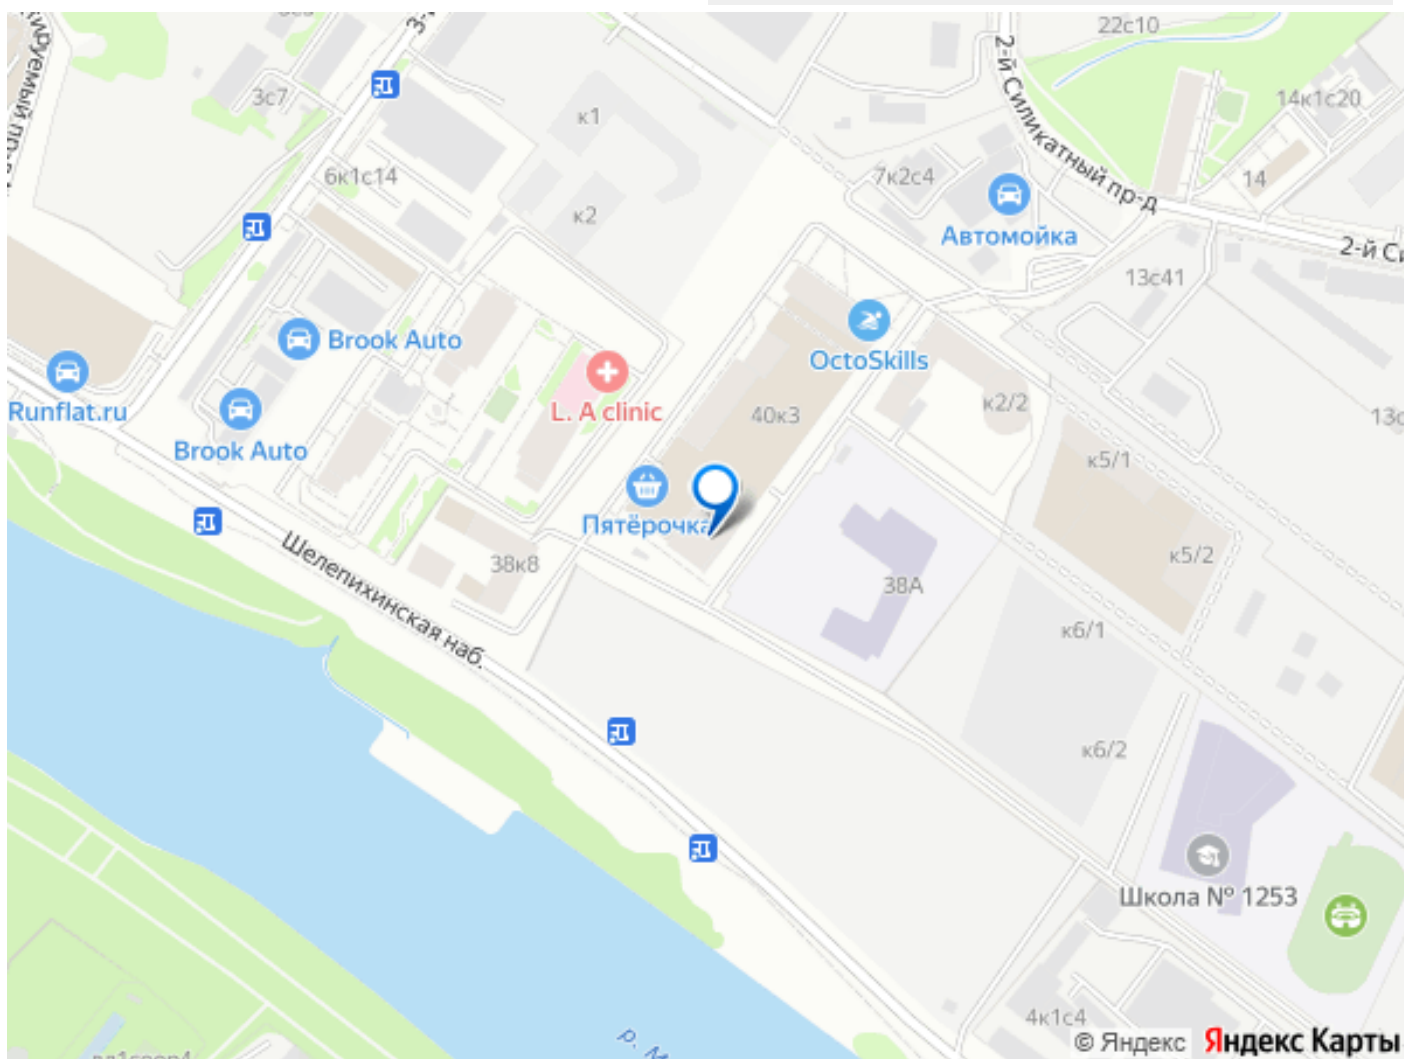 22с10
3с7
14к1с20
к1
2-й Силикатный пр-д
6к1с14
7к2с4
14
к2
Автомойка
2-й Си
13с41
Brook Auto
OctoSkills
Runflat.ru
L. A clinic
к2/2
40к3
13с
Brook Auto
к5/1
Пятёрочка
Шелепихинская наб.
38к8
к5/2
38А
к6/1
к6/2
Школа № 1253
4к1с4
р. М
© Яндекс Яндекс Карты